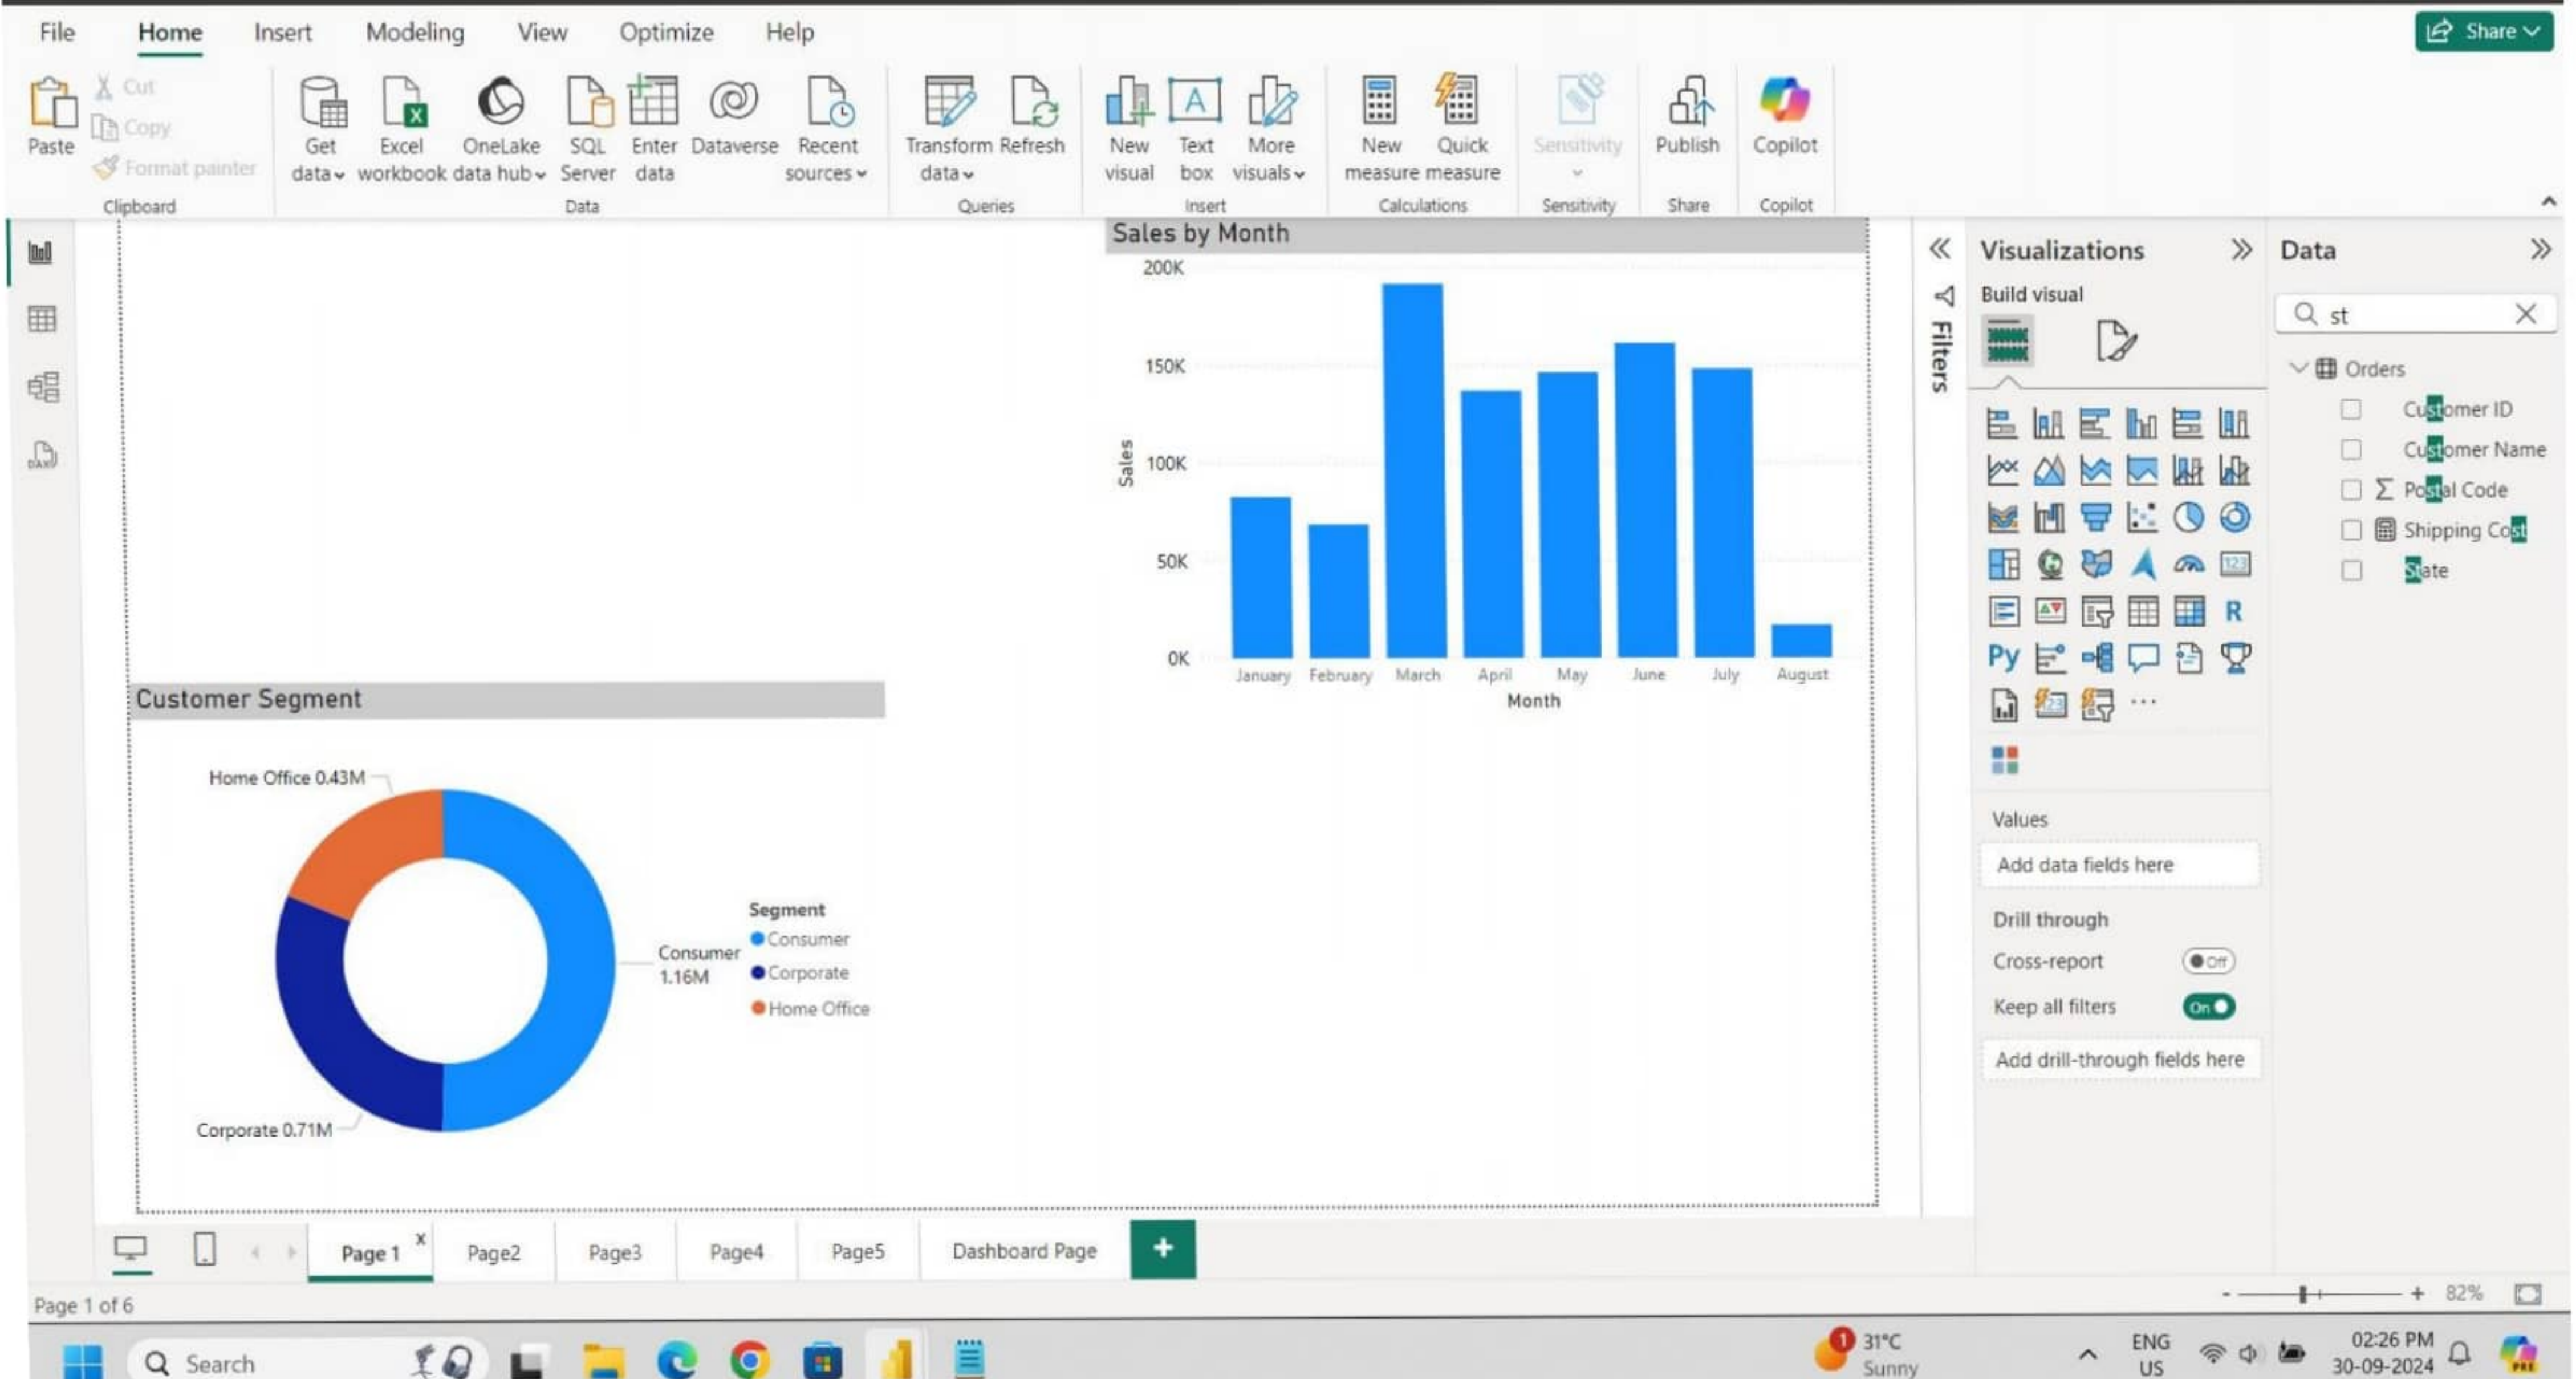 File Home Insert Modeling View Optimize Help Share
Paste
Cut
Copy
Format painter
Clipboard
Get data
Excel workbook
OneLake data hub
SQL Server
Enter data
Dataverse
Recent sources
Data
Transform data
Refresh
Queries
New visual
A
Text box
More visuals
Insert
New measure
Quick measure
Calculations
Sensitivity
Sensitivity
Publish
Share
Copilot
Copilot
DAX
Sales by Month
200K
150K
100K
50K
0K
Sales
January February March April May June July August
Month
Customer Segment
Home Office 0.43M
Consumer
1.16M
Corporate 0.71M
Segment
Consumer
Corporate
Home Office
Filters
Visualizations
Build visual
123
R
Py
123
...
Values
Add data fields here
Drill through
Cross-report Off
Keep all filters On
Add drill-through fields here
Data
st
Orders
Customer ID
Customer Name
Σ Postal Code
Shipping Cost
State
Page 1 x Page2 Page3 Page4 Page5 Dashboard Page +
Page 1 of 6
- + 82%
Search
1
31°C
Sunny
ENG
US
02:26 PM
30-09-2024
PRE